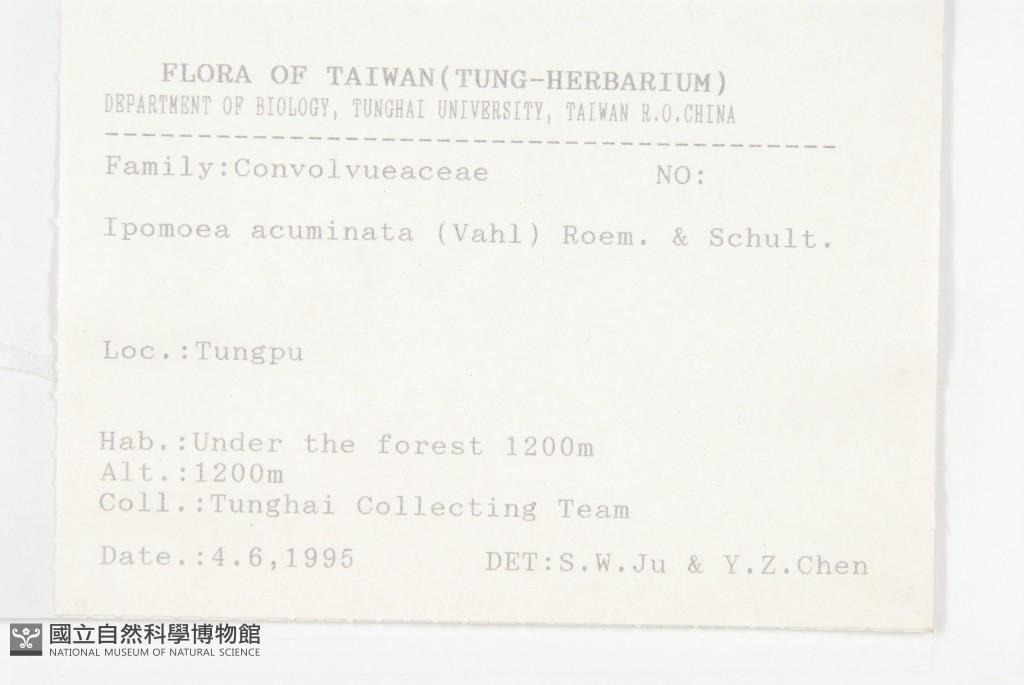 FLORA OF TAIWAN(TUNG-HERBARIUM)
DEPARTMENT OF BIOLOGY, TUNGHAI UNIVERSITY, TAIWAN R.O.CHINA
----------------------------------------
Family:Convolvueaceae NO:
Ipomoea acuminata (Vahl) Roem. & Schult.
Loc.:Tungpu
Hab.:Under the forest 1200m
Alt.:1200m
Coll.:Tunghai Collecting Team
Date.:4.6,1995 DET:S.W.Ju & Y.Z.Chen
國立自然科學博物館
NATIONAL MUSEUM OF NATURAL SCIENCE